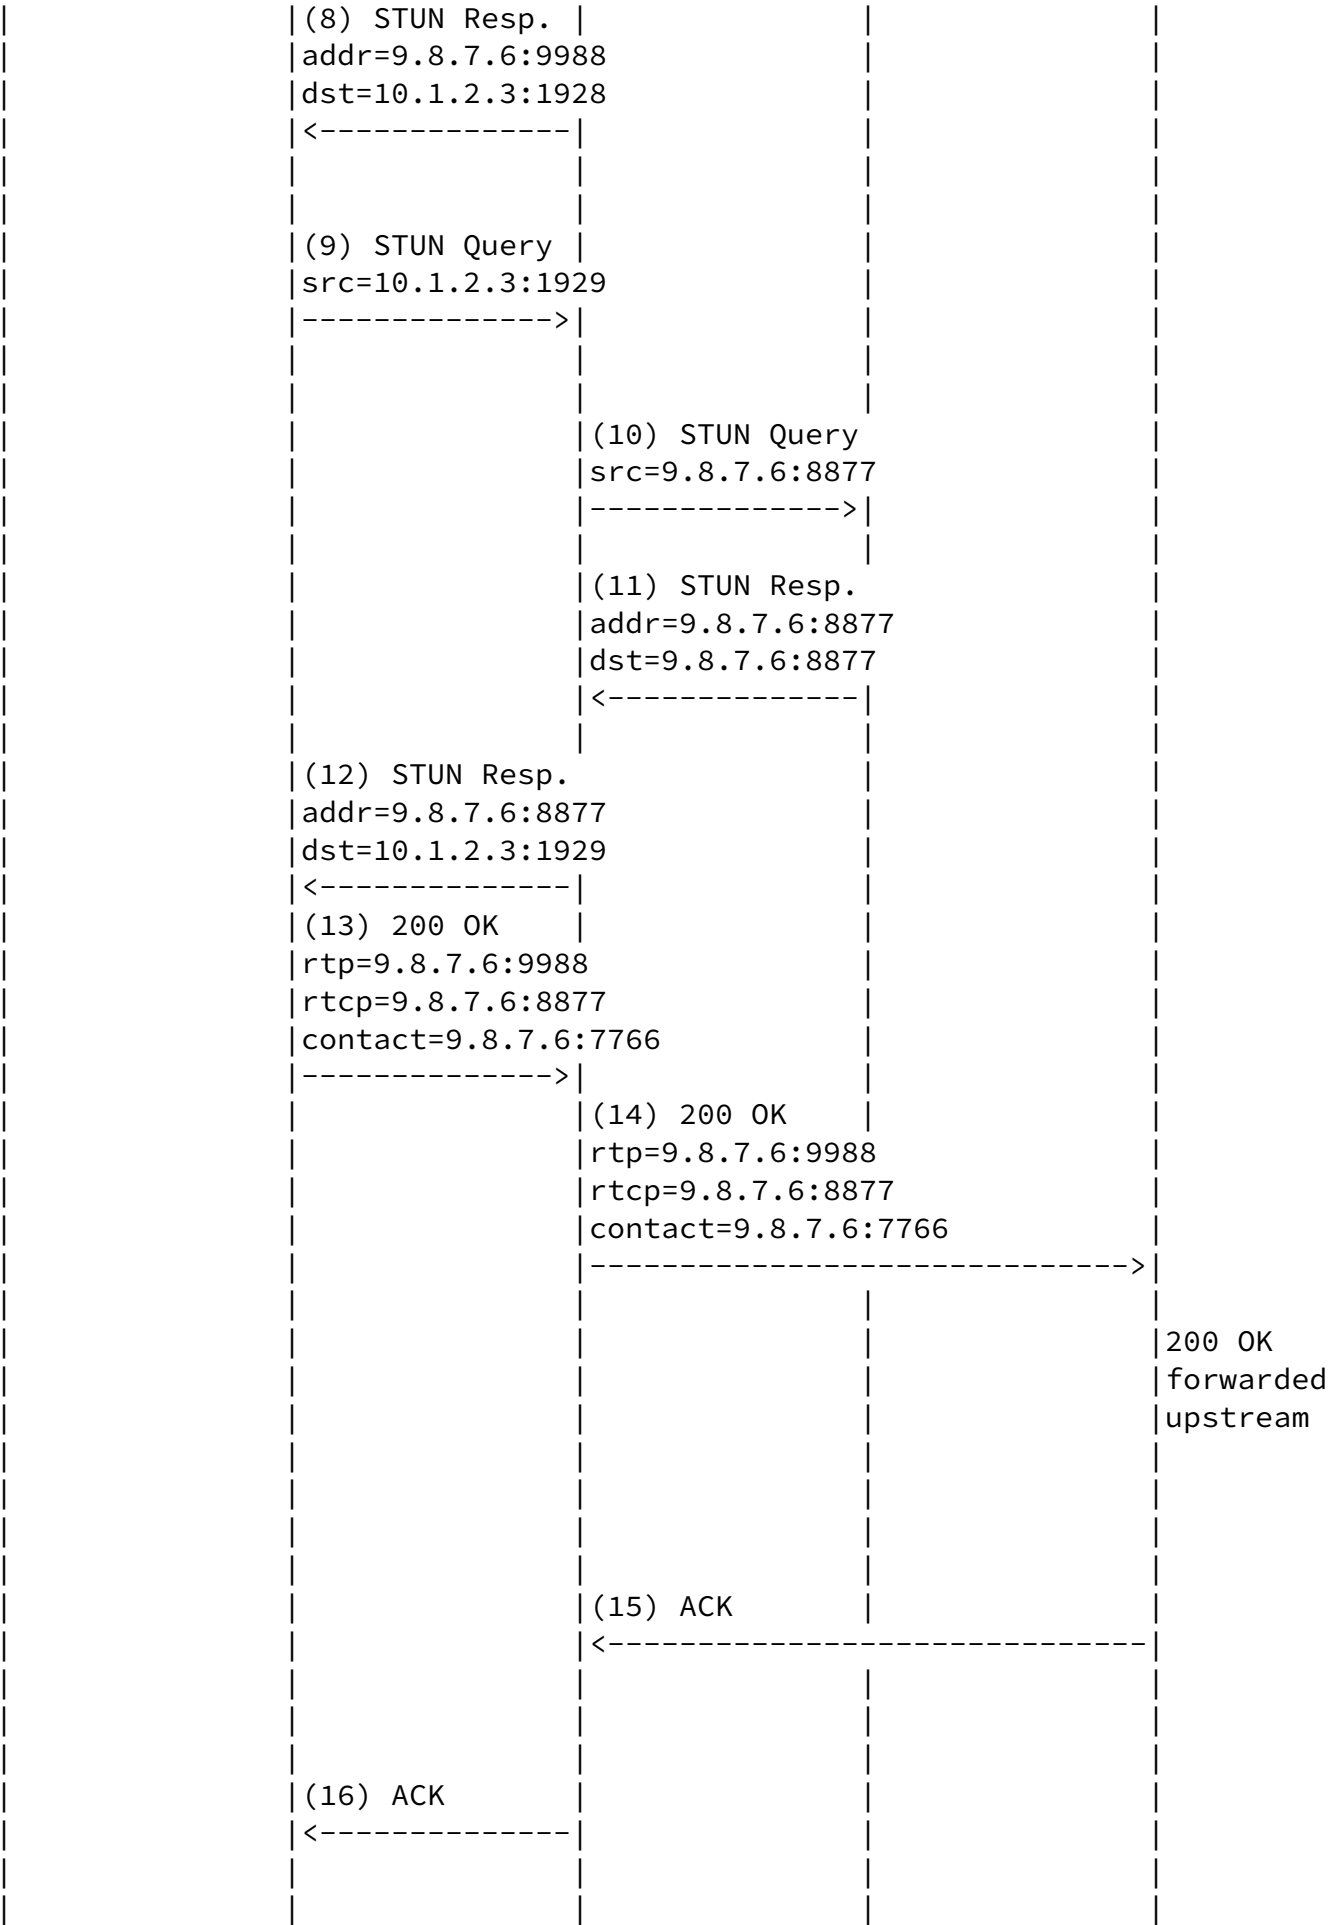 (8) STUN Resp.
addr=9.8.7.6:9988
dst=10.1.2.3:1928
<--------------
(9) STUN Query
src=10.1.2.3:1929
-------------->
(10) STUN Query
src=9.8.7.6:8877
-------------->
(11) STUN Resp.
addr=9.8.7.6:8877
dst=9.8.7.6:8877
<--------------
(12) STUN Resp.
addr=9.8.7.6:8877
dst=10.1.2.3:1929
<--------------
(13) 200 OK
rtp=9.8.7.6:9988
rtcp=9.8.7.6:8877
contact=9.8.7.6:7766
-------------->
(14) 200 OK
rtp=9.8.7.6:9988
rtcp=9.8.7.6:8877
contact=9.8.7.6:7766
------------------------------>
200 OK
forwarded
upstream
(15) ACK
<------------------------------
(16) ACK
<--------------